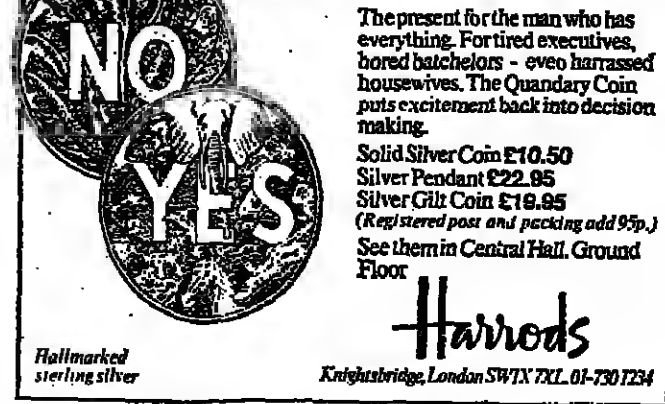 NO
YES
The present for the man who has
everything. For tired executives,
bored batchelors - even harrassed
housewives. The Quandary Coin
puts excitement back into decision
making.
Solid Silver Coin £10.50
Silver Pendant £22.95
Silver Gilt Coin £19.95
(Registered post and packing add 95p.)
See them in Central Hall. Ground
Floor
Harrods
Hallmarked
sterling silver
Knightsbridge, London SW1X 7XL. 01-730 1234